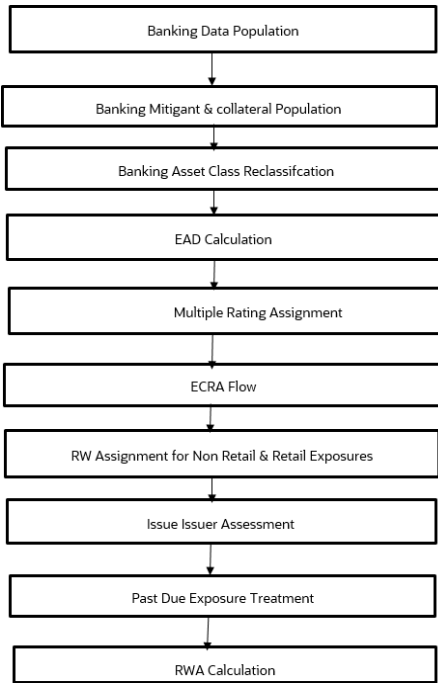 Banking Data Population
Banking Mitigant & collateral Population
Banking Asset Class Reclassifcation
EAD Calculation
Multiple Rating Assignment
ECRA Flow
RW Assignment for Non Retail & Retail Exposures
Issue Issuer Assessment
Past Due Exposure Treatment
RWA Calculation